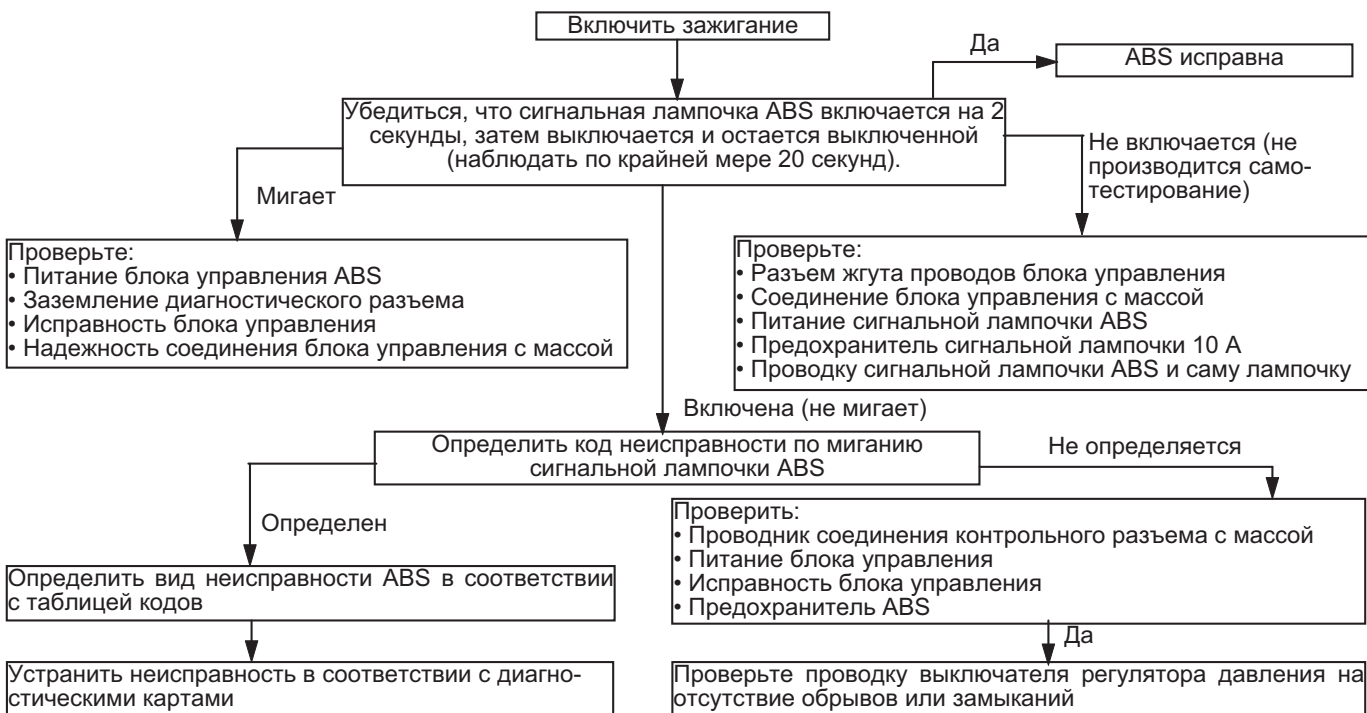 Включить зажигание
Да
ABS исправна
Убедиться, что сигнальная лампочка ABS включается на 2
секунды, затем выключается и остается выключенной
(наблюдать по крайней мере 20 секунд).
Не включается (не
производится само-
тестирование)
Мигает
Проверьте:
• Питание блока управления ABS
• Заземление диагностического разъема
• Исправность блока управления
• Надежность соединения блока управления с массой
Проверьте:
• Разъем жгута проводов блока управления
• Соединение блока управления с массой
• Питание сигнальной лампочки ABS
• Предохранитель сигнальной лампочки 10 А
• Проводку сигнальной лампочки ABS и саму лампочку
Включена (не мигает)
Определить код неисправности по миганию
сигнальной лампочки ABS
Не определяется
Определен
Проверить:
• Проводник соединения контрольного разъема с массой
• Питание блока управления
• Исправность блока управления
• Предохранитель ABS
Определить вид неисправности ABS в соответствии
с таблицей кодов
Да
Устранить неисправность в соответствии с диагно-
стическими картами
Проверьте проводку выключателя регулятора давления на
отсутствие обрывов или замыканий